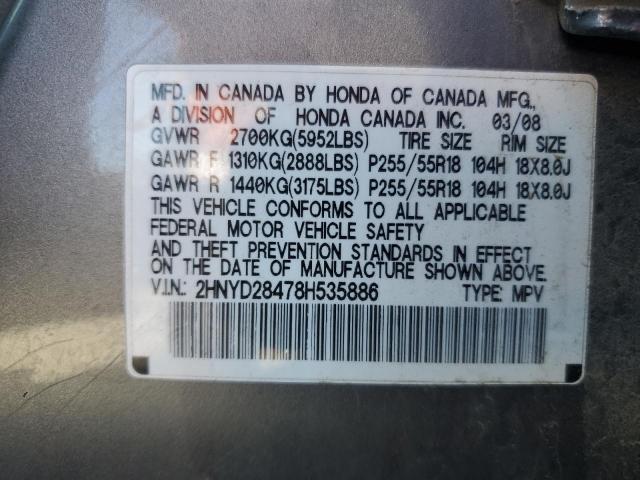 MFD. IN CANADA BY HONDA OF CANADA MFG.,
A DIVISION OF HONDA CANADA INC. 03/08
GVWR 2700KG(5952LBS) TIRE SIZE RIM SIZE
GAWR F 1310KG(2888LBS) P255/55R18 104H 18X8.0J
GAWR R 1440KG(3175LBS) P255/55R18 104H 18X8.0J
THIS VEHICLE CONFORMS TO ALL APPLICABLE
FEDERAL MOTOR VEHICLE SAFETY
AND THEFT PREVENTION STANDARDS IN EFFECT
ON THE DATE OF MANUFACTURE SHOWN ABOVE.
V.I.N.: 2HNYD28478H535886 TYPE: MPV